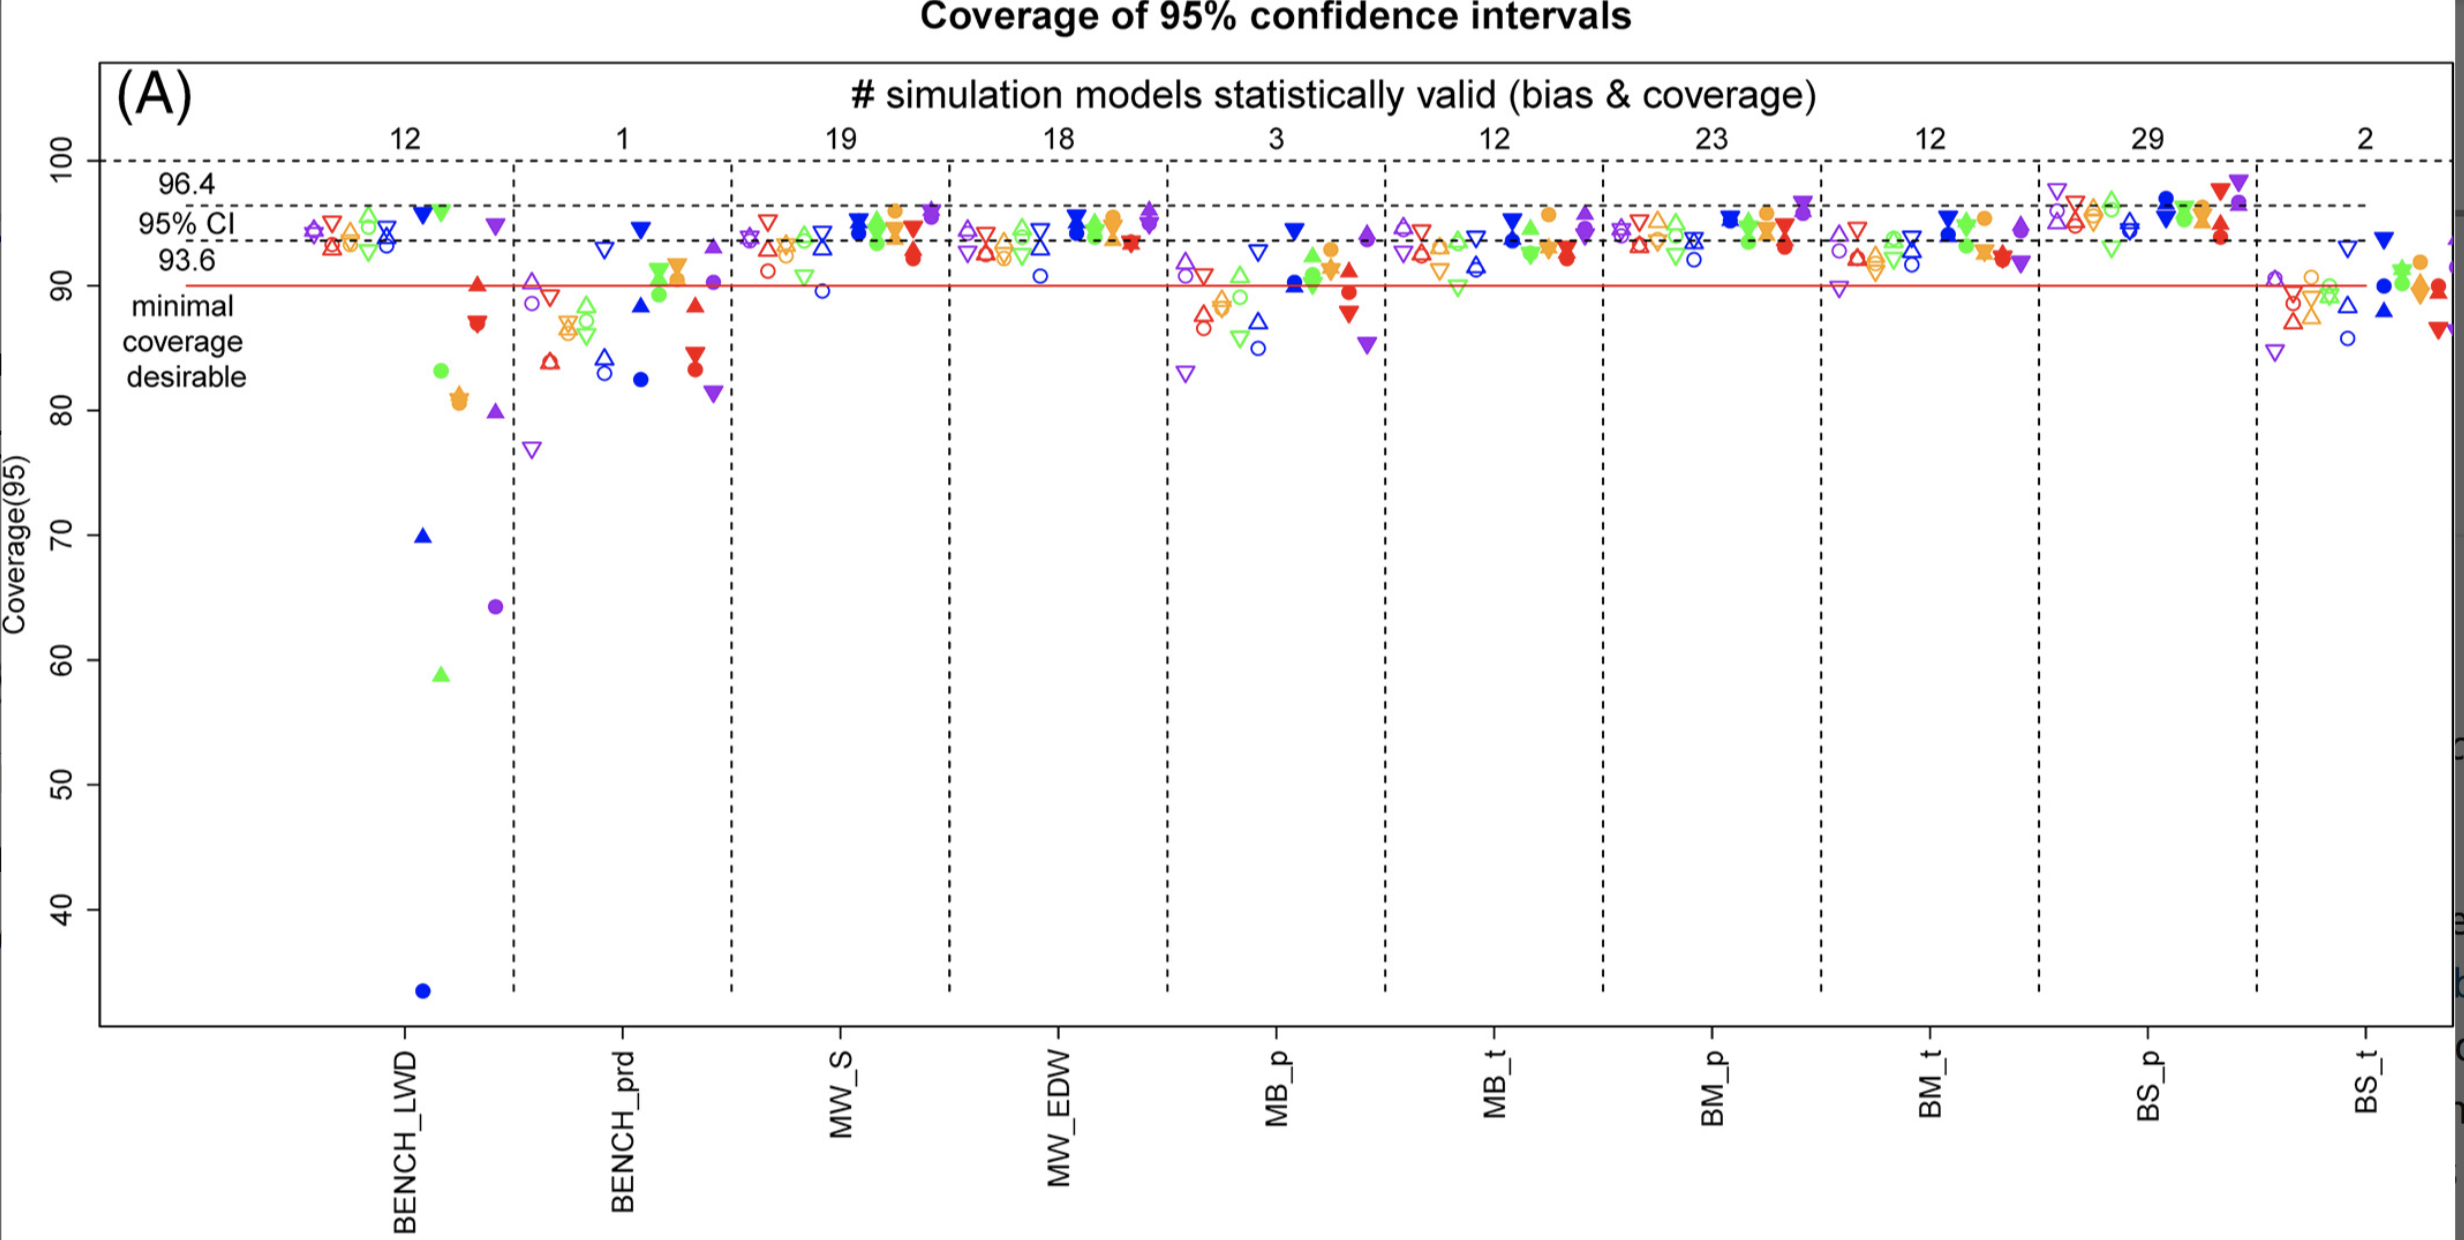 Coverage of 95% confidence intervals
(A)
# simulation models statistically valid (bias & coverage)
12 1 19 18 3 12 23 12 29 2
100
96.4
95% CI
93.6
90
minimal
coverage
desirable
80
70
60
50
40
Coverage(95)
BENCH_LWD
BENCH_prd
MW_S
MW_EDW
MB_p
MB_t
BM_p
BM_t
BS_p
BS_t